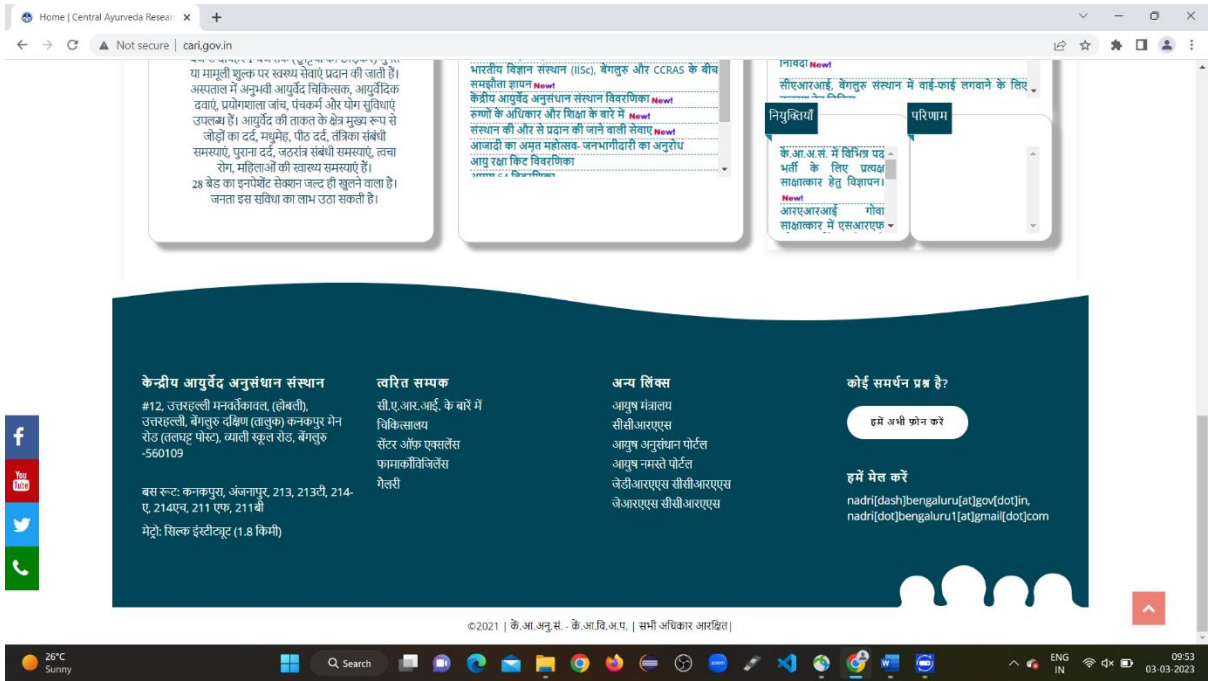 Home | Central Ayurveda Resear
Not secure | cari.gov.in
या मामूली शुल्क पर स्वस्थ्य सेवाएं प्रदान की जाती हैं।
अस्पताल में अनुभवी आयुर्वेद चिकित्सक, आयुर्वेदिक
दवाएं, प्रयोगशाला जांच, पंचकर्म और योग सुविधाएं
उपलब्ध हैं। आयुर्वेद की ताकत के क्षेत्र मुख्य रूप से
जोड़ों का दर्द, मधुमेह, पीठ दर्द, तंत्रिका संबंधी
समस्याएं, पुराना दर्द, जठरांत्र संबंधी समस्याएं, त्वचा
रोग, महिलाओं की स्वास्थ्य समस्याएं हैं।
28 बेड का इनपेशेंट सेक्शन जल्द ही खुलने वाला है।
जनता इस सुविधा का लाभ उठा सकती है।
भारतीय विज्ञान संस्थान (IISc), बेंगलुरु और CCRAS के बीच
समझौता ज्ञापन New!
केंद्रीय आयुर्वेद अनुसंधान संस्थान विवरणिका New!
रुग्णों के अधिकार और शिक्षा के बारे में New!
संस्थान की और से प्रदान की जाने वाली सेवाए New!
आजादी का अमृत महोत्सव- जनभागीदारी का अनुरोध
आयु रक्षा किट विवरणिका
निविदा New!
सीएआरआई, बेंगलुरु संस्थान में वाई-फाई लगवाने के लिए
नियुक्तियाँ
के.आ.अ.सं. में विभिन्न पद
भर्ती के लिए प्रत्यक्ष
साक्षात्कार हेतु विज्ञापन।
New!
आरएआरआई गोवा
साक्षात्कार में एसआरएफ
परिणाम
केन्द्रीय आयुर्वेद अनुसंधान संस्थान
#12, उत्तरहल्ली मनवर्तेकावल, (होबली),
उत्तरहल्ली, बेंगलुरु दक्षिण (तालुक) कनकपुर मेन
रोड (तलघट्ट पोस्ट), व्याली स्कूल रोड, बेंगलुरु
-560109
बस रूट: कनकपुरा, अंजनापुर, 213, 213टी, 214-
ए, 214एच, 211 एफ, 211बी
मेट्रो: सिल्क इंस्टीट्यूट (1.8 किमी)
त्वरित सम्पक
सी.ए.आर.आई. के बारें में
चिकित्सालय
सेंटर ऑफ़ एक्सलेंस
फामार्कोविजिलेंस
गैलरी
अन्य लिंक्स
आयुष मंत्रालय
सीसीआरएएस
आयुष अनुसंधान पोर्टल
आयुष नमस्ते पोर्टल
जेडीआरएएस सीसीआरएएस
जेआरएएस सीसीआरएएस
कोई समर्थन प्रश्न है?
हमें अभी फ़ोन करें
हमें मेल करें
nadri[dash]bengaluru[at]gov[dot]in,
nadri[dot]bengaluru1[at]gmail[dot]com
You
Tube
©2021 | के.आ.अनु.सं. - के.आ.वि.अ.प. | सभी अधिकार आरक्षित|
26°C
Sunny
Search
ENG
IN
09:53
03-03-2023